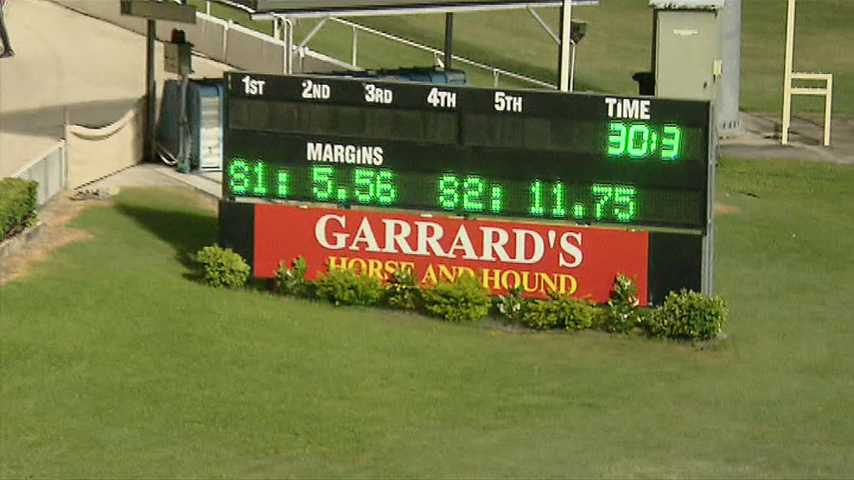 1ST 2ND 3RD 4TH 5TH TIME
30:3
MARGINS
S1: 5.56 S2: 11.75
GARRARD'S
HORSE AND HOUND